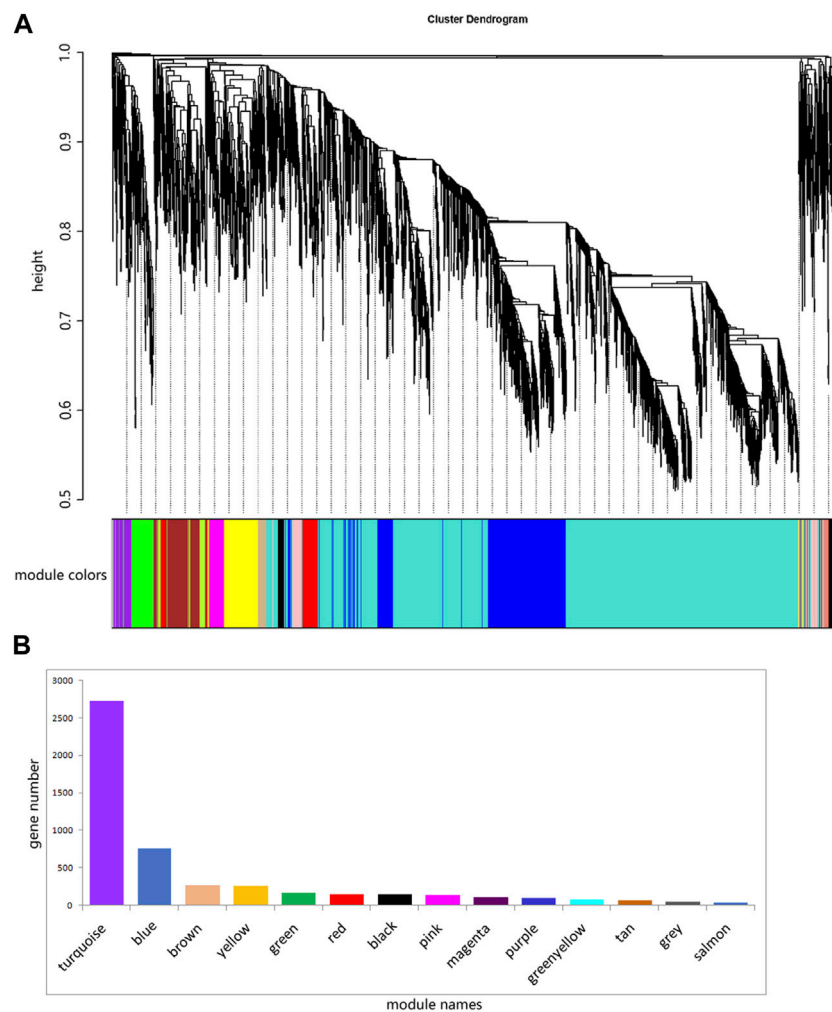 A
Cluster Dendrogram
1.0
0.9
0.8
0.7
0.6
0.5
height
module colors
B
3000
2500
2000
1500
1000
500
0
gene number
turquoise
blue
brown
yellow
green
red
black
pink
magenta
purple
greenyellow
tan
grey
salmon
module names